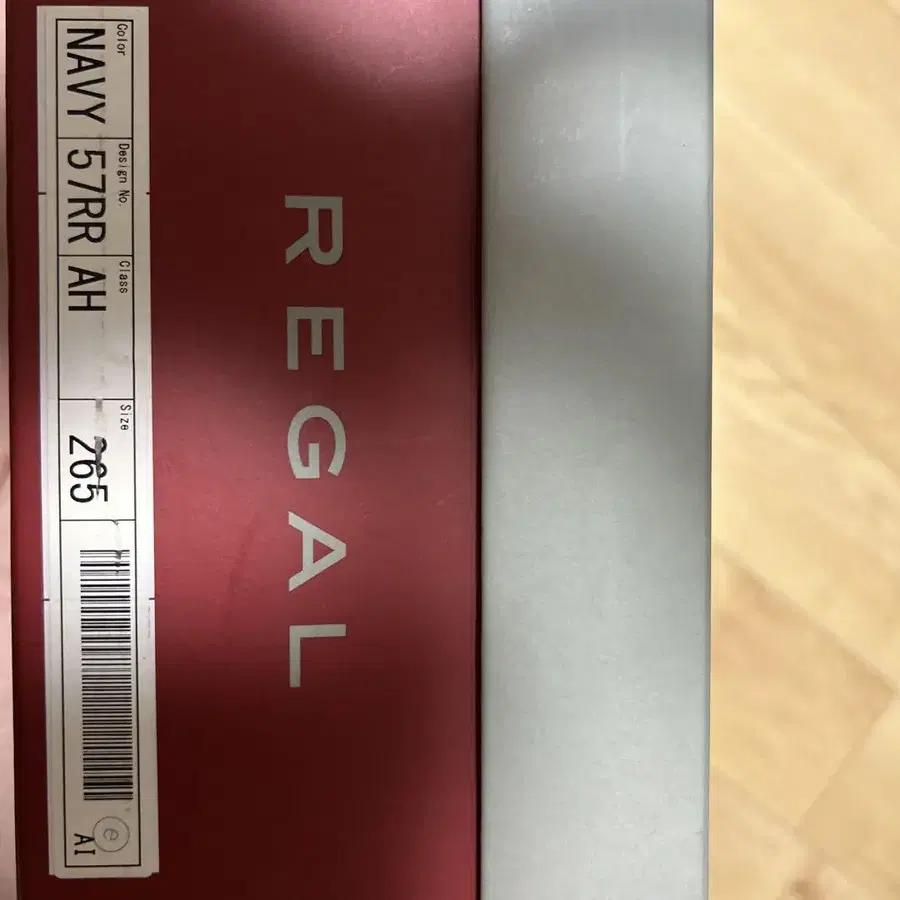 REGAL
Color Design No. Class Size
NAVY 57RR AH 265
e
AI